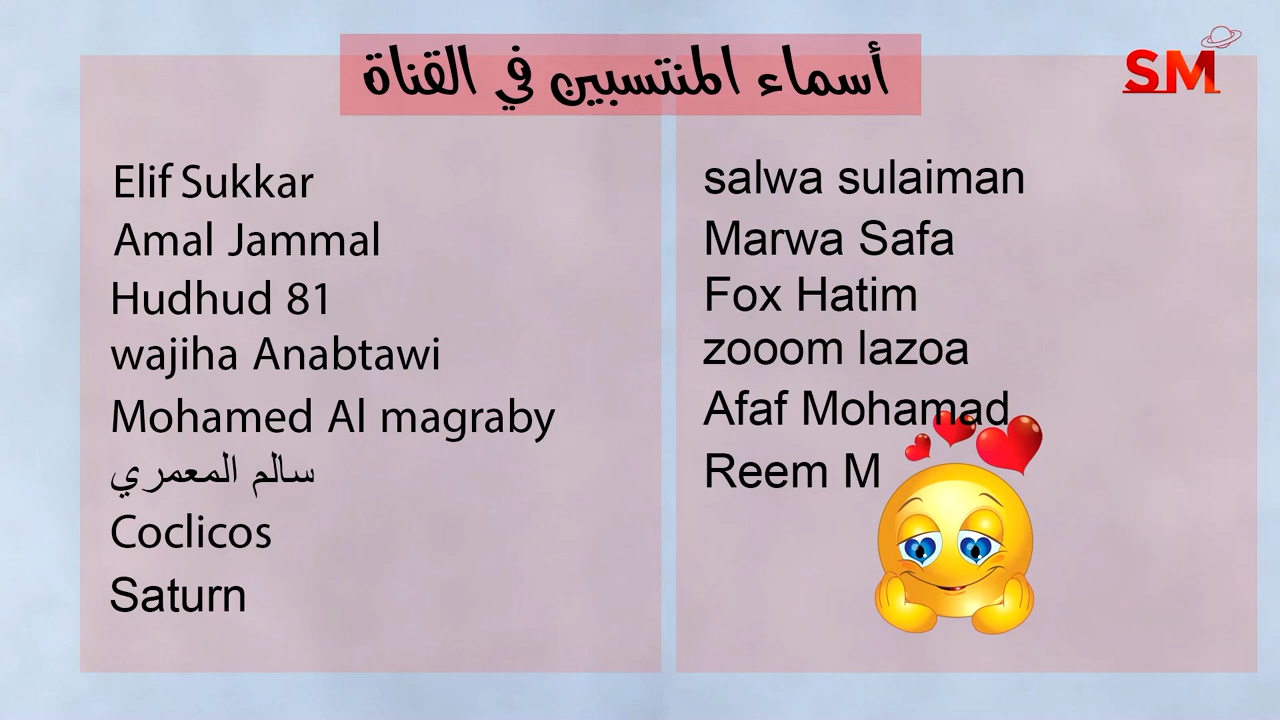 أسماء المنتسبين في القناة
SM
Elif Sukkar
Amal Jammal
Hudhud 81
wajiha Anabtawi
Mohamed Al magraby
سالم المعمري
Coclicos
Saturn
salwa sulaiman
Marwa Safa
Fox Hatim
zooom lazoa
Afaf Mohamad
Reem M